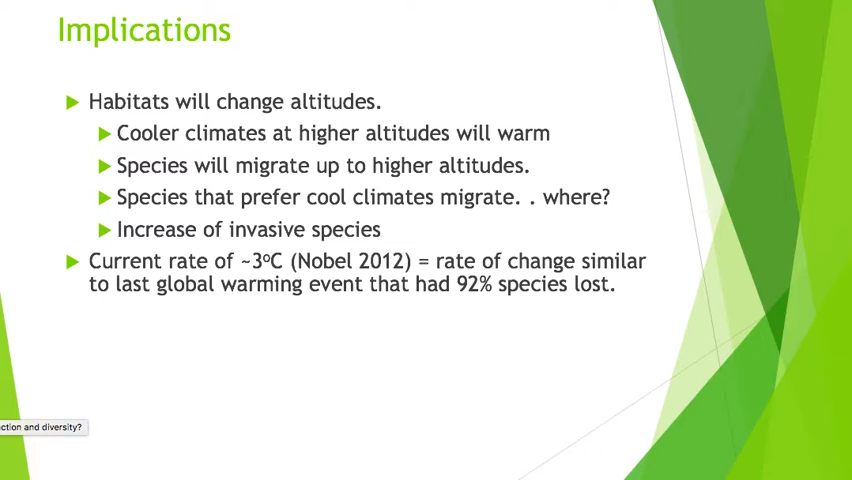 Implications
Habitats will change altitudes.
Cooler climates at higher altitudes will warm
Species will migrate up to higher altitudes.
Species that prefer cool climates migrate. . where?
Increase of invasive species
Current rate of ~3ºC (Nobel 2012) = rate of change similar
to last global warming event that had 92% species lost.
ction and diversity?